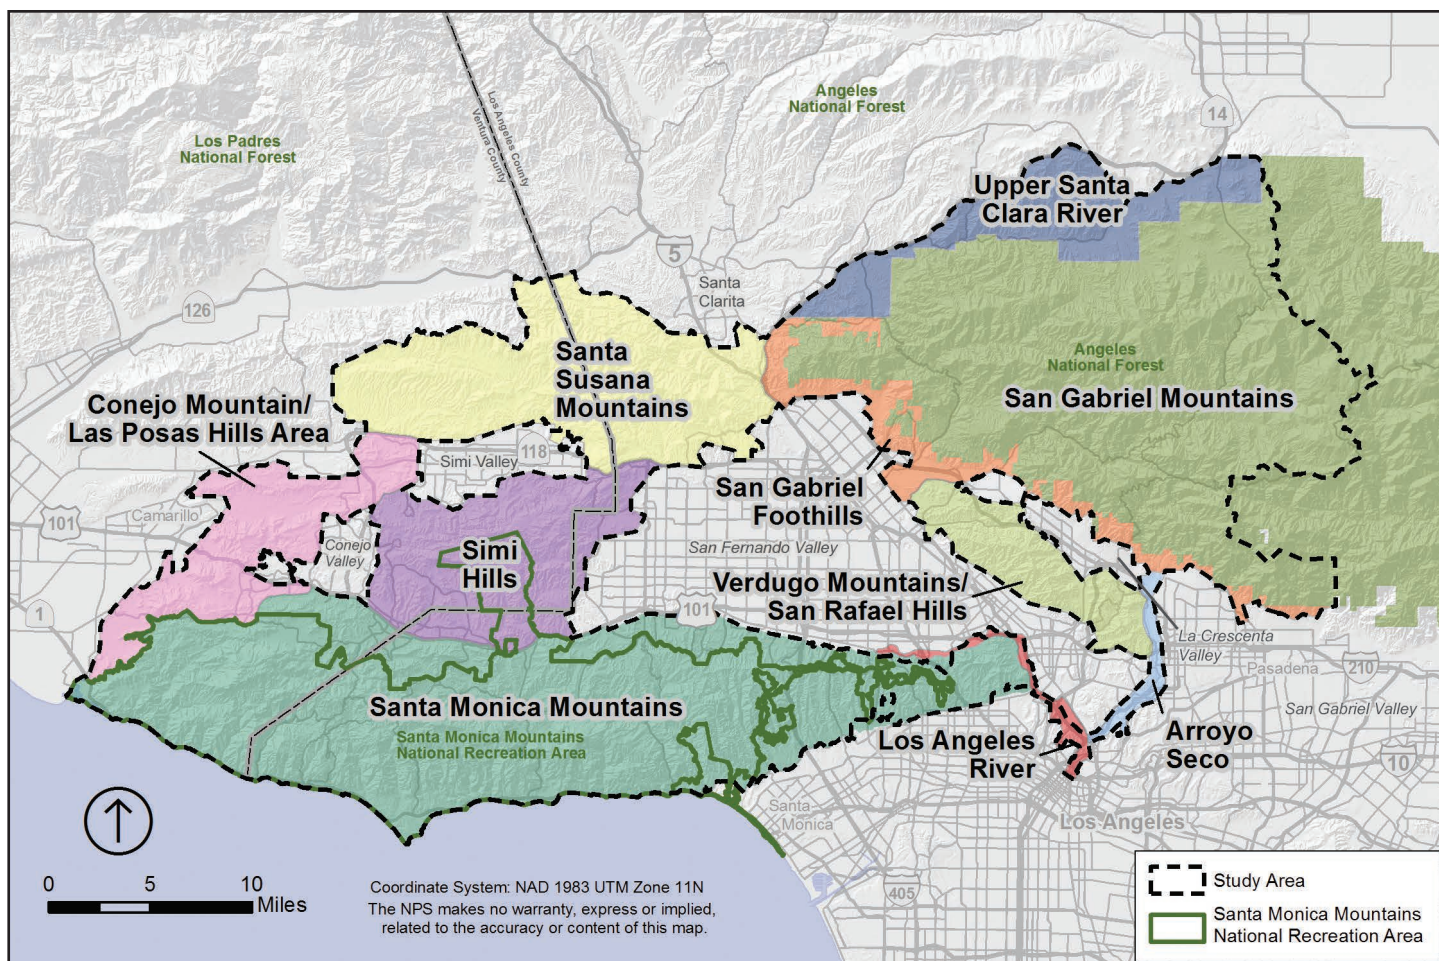 Angeles
National Forest
14
Los Padres
National Forest
Los Angeles County
Ventura County
Upper Santa
Clara River
5
Santa
Clarita
126
Santa
Susana
Mountains
Angeles
National Forest
San Gabriel Mountains
Conejo Mountain/
Las Posas Hills Area
118
Simi Valley
San Gabriel
Foothills
101
Camarillo
Conejo
Valley
Simi
Hills
San Fernando Valley
Verdugo Mountains/
San Rafael Hills
1
101
La Crescenta
Valley
Pasadena
210
San Gabriel Valley
Santa Monica Mountains
Santa Monica Mountains
National Recreation Area
Los Angeles
River
Arroyo
Seco
10
Santa
Monica
Los Angeles
405
0 5 10
Miles
Coordinate System: NAD 1983 UTM Zone 11N
The NPS makes no warranty, express or implied,
related to the accuracy or content of this map.
Study Area
Santa Monica Mountains
National Recreation Area